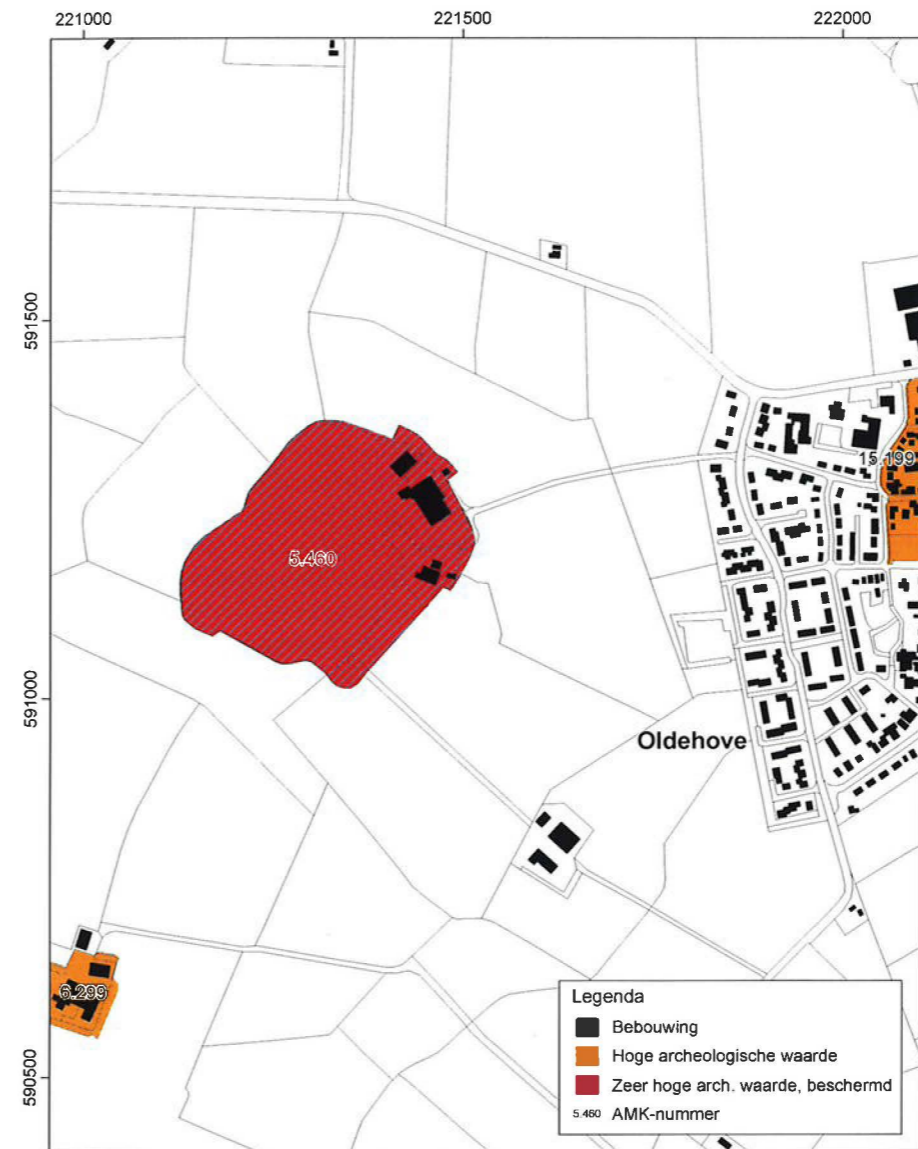 221000
221500
222000
591500
15.199
5.460
591000
Oldehove
6.299
590500
Legenda
Bebouwing
Hoge archeologische waarde
Zeer hoge arch. waarde, beschermd
5.460 AMK-nummer